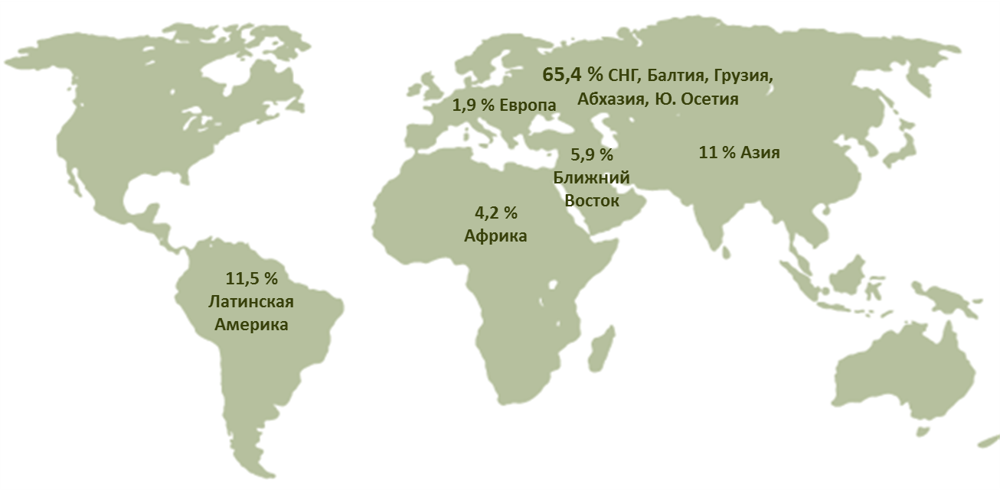 65,4 % СНГ, Балтия, Грузия,
Абхазия, Ю. Осетия
1,9 % Европа
11 % Азия
5,9 %
Ближний
Восток
4,2 %
Африка
11,5 %
Латинская
Америка